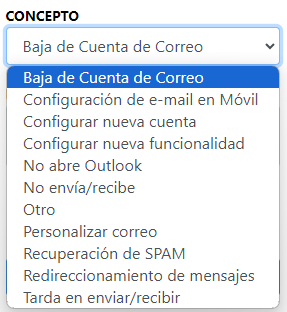 CONCEPTO
Baja de Cuenta de Correo
Baja de Cuenta de Correo
Configuración de e-mail en Móvil
Configurar nueva cuenta
Configurar nueva funcionalidad
No abre Outlook
No envía/recibe
Otro
Personalizar correo
Recuperación de SPAM
Redireccionamiento de mensajes
Tarda en enviar/recibir